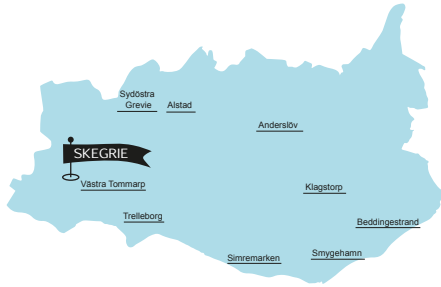 Sydöstra
Grevie
Alstad
Anderslöv
SKEGRIE
Västra Tommarp
Klagstorp
Trelleborg
Beddingestrand
Smygehamn
Simremarken